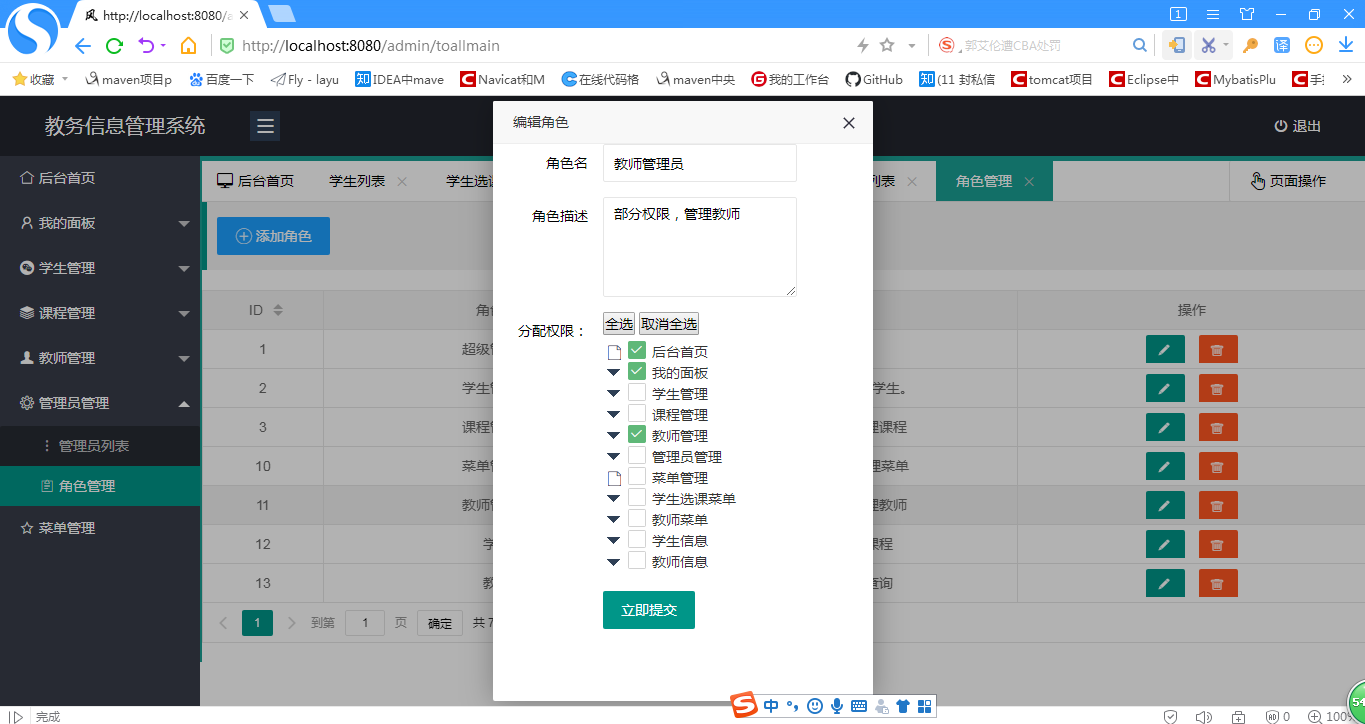 http://localhost:8080/a
1
http://localhost:8080/admin/toallmain
郭艾伦遭CBA处罚
译
收藏
maven项目p
百度一下
Fly - layu
知 IDEA中mave
Navicat和M
在线代码格
maven中央
我的工作台
GitHub
知 (11 封私信
tomcat项目
Eclipse中
MybatisPlu
教务信息管理系统
退出
后台首页
我的面板
学生管理
课程管理
教师管理
管理员管理
管理员列表
角色管理
菜单管理
后台首页
学生列表
学生选
列表
角色管理
页面操作
添加角色
ID
操作
1
超级
2
学生
学生。
3
课程
课程
10
菜单
菜单
11
教师
教师
12
学
课程
13
教
查询
1
到第
1
页
确定
共 7
编辑角色
角色名
教师管理员
角色描述
部分权限，管理教师
分配权限：
全选
取消全选
后台首页
我的面板
学生管理
课程管理
教师管理
管理员管理
菜单管理
学生选课菜单
教师菜单
学生信息
教师信息
立即提交
中
完成
0
100%
54